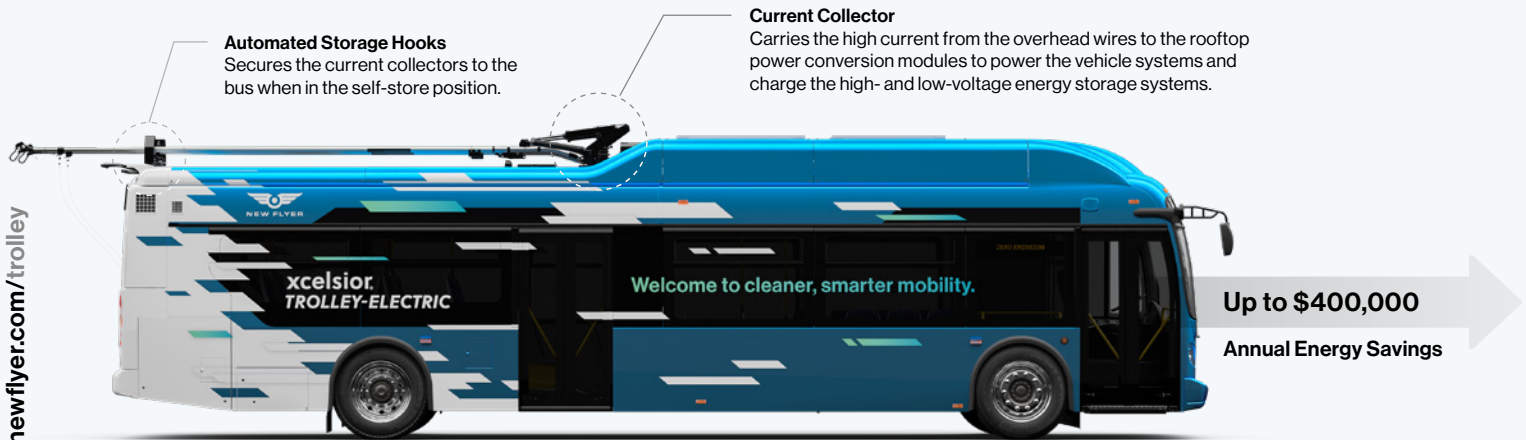 Automated Storage Hooks
Secures the current collectors to the
bus when in the self-store position.
Current Collector
Carries the high current from the overhead wires to the rooftop
power conversion modules to power the vehicle systems and
charge the high- and low-voltage energy storage systems.
NEW FLYER
xcelsior
TROLLEY-ELECTRIC
Welcome to cleaner, smarter mobility.
ZERO EMISSION
Up to $400,000
Annual Energy Savings
newflyer.com/trolley